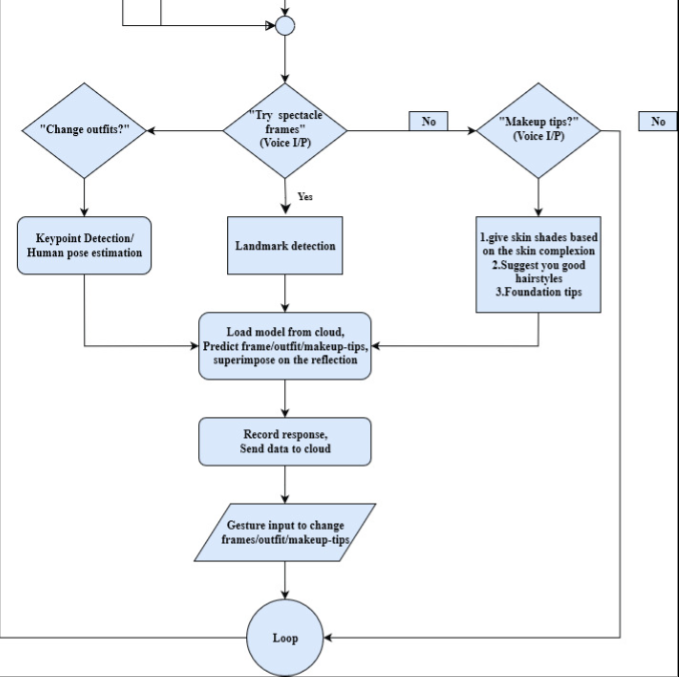 "Change outfits?"
"Try spectacle
frames"
(Voice I/P)
No
"Makeup tips?"
(Voice I/P)
No
Yes
Keypoint Detection/
Human pose estimation
Landmark detection
1.give skin shades based
on the skin complexion
2.Suggest you good
hairstyles
3.Foundation tips
Load model from cloud,
Predict frame/outfit/makeup-tips,
superimpose on the reflection
Record response,
Send data to cloud
Gesture input to change
frames/outfit/makeup-tips
Loop